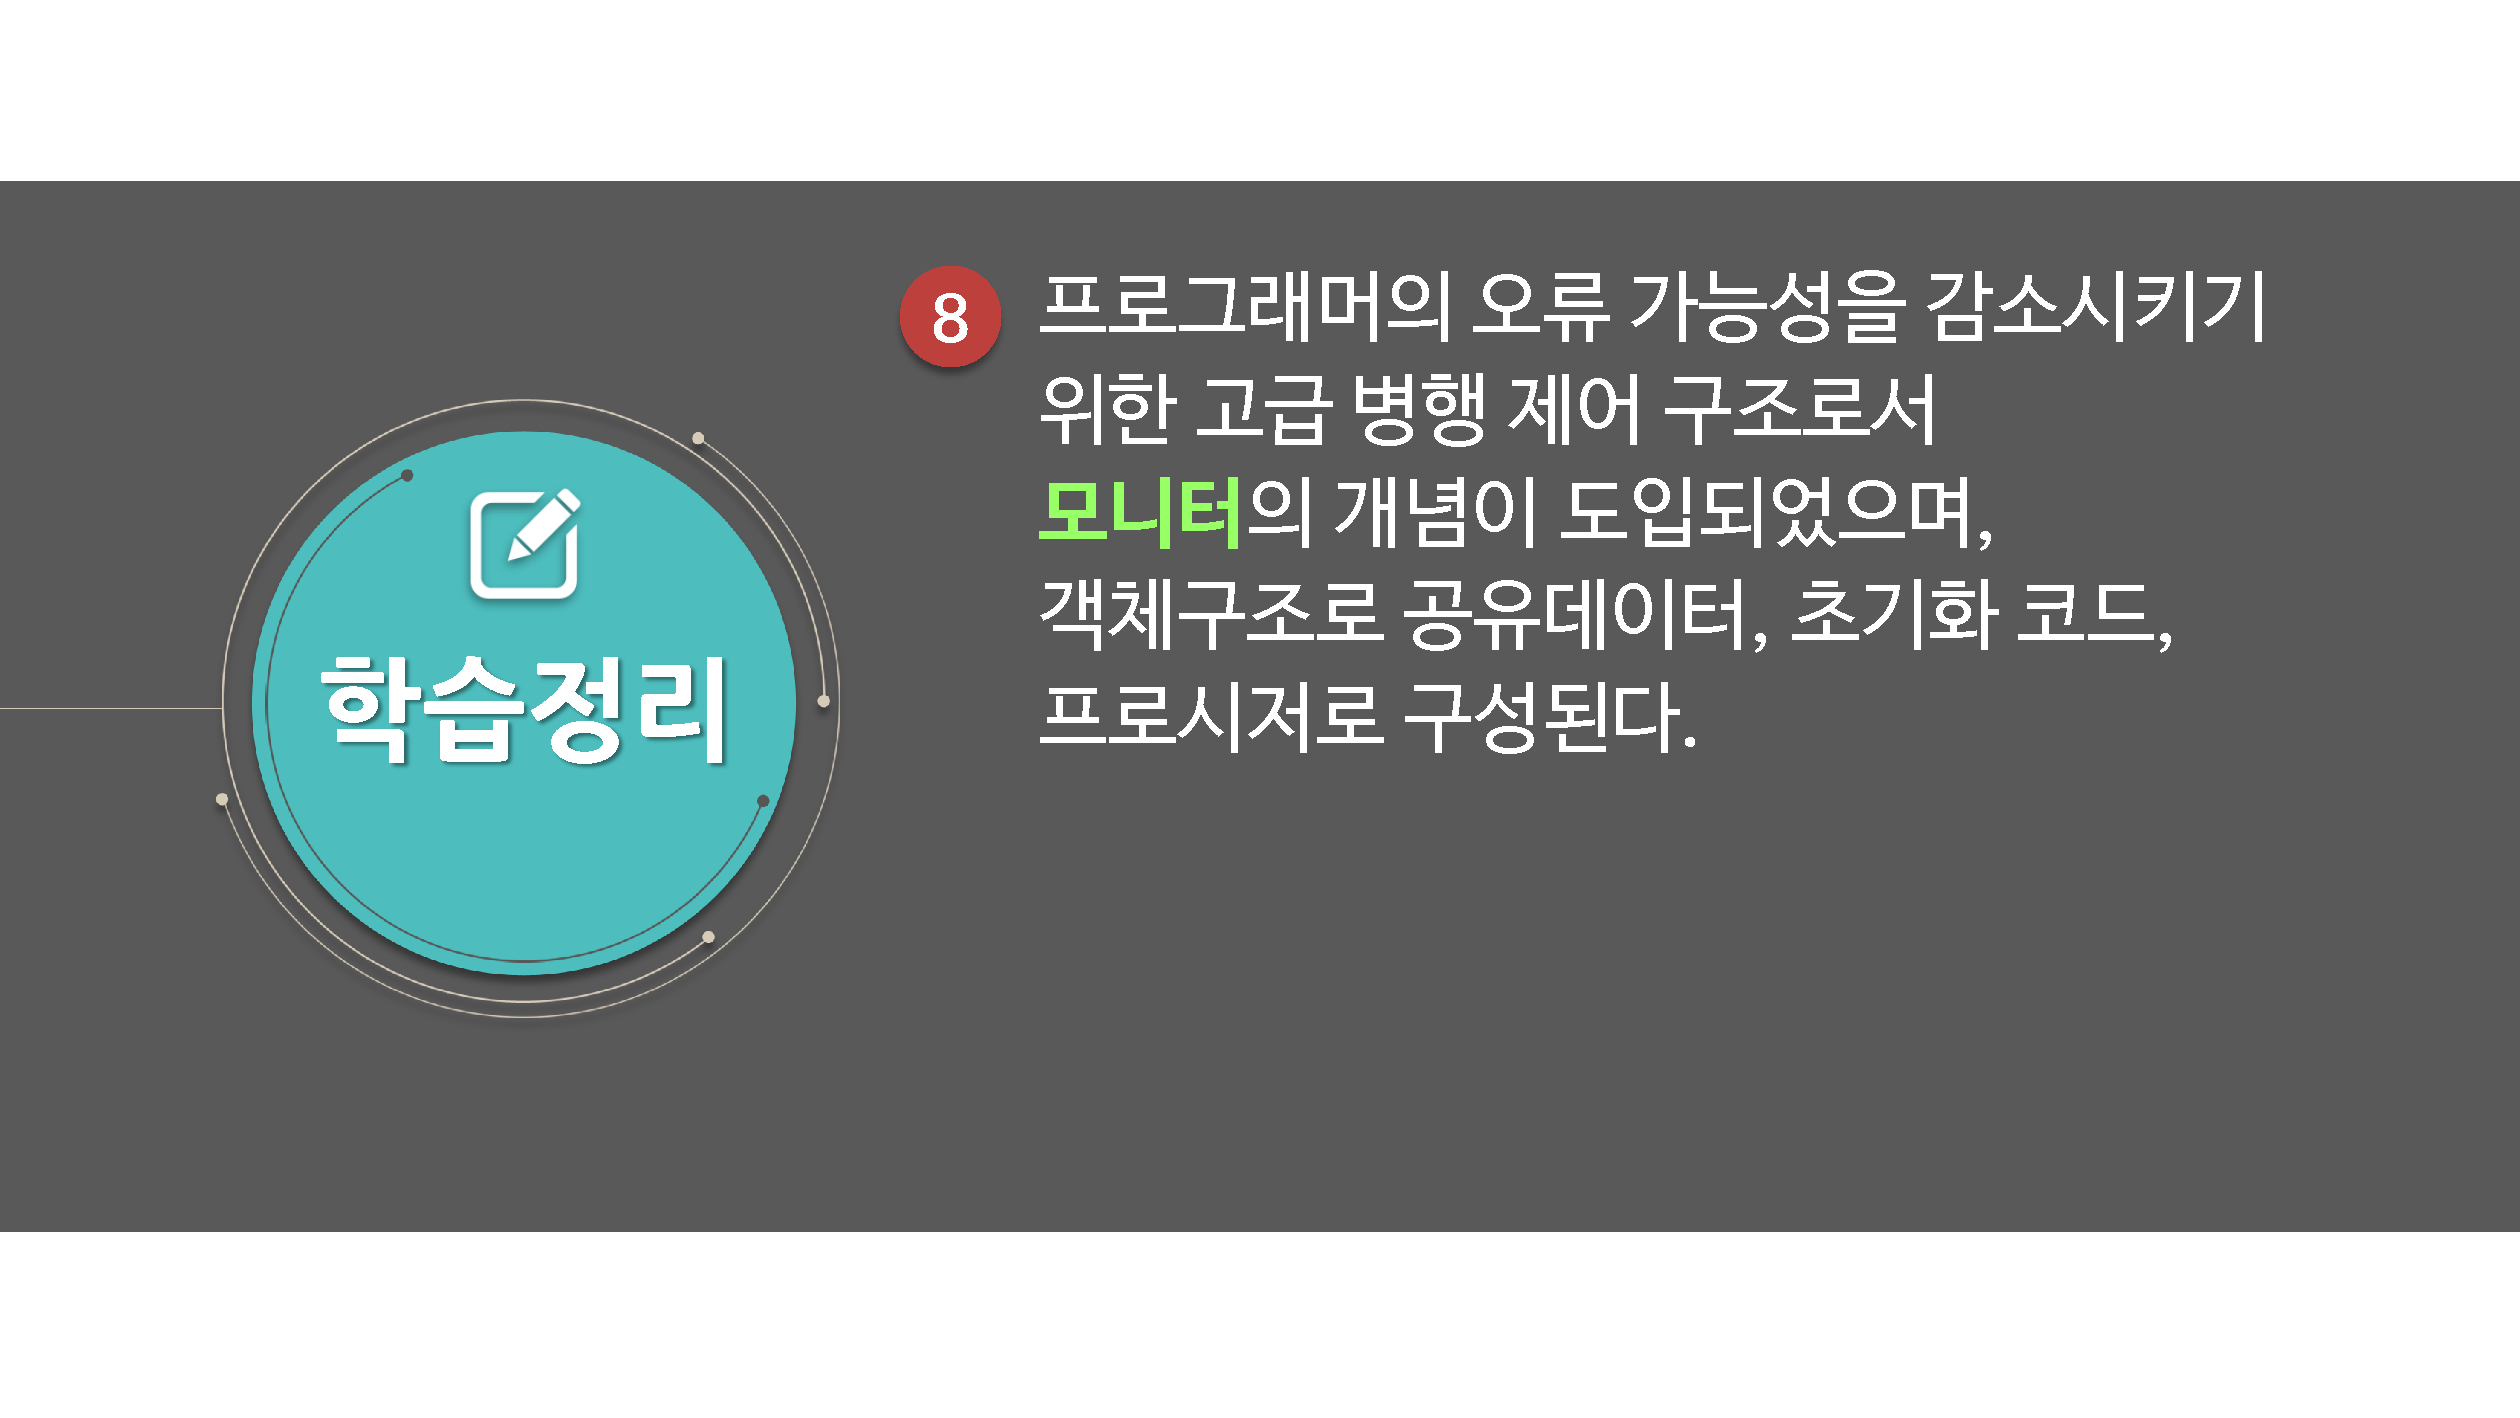 학습정리
8
프로그래머의 오류 가능성을 감소시키기
위한 고급 병행 제어 구조로서
모니터의 개념이 도입되었으며,
객체구조로 공유데이터, 초기화 코드,
프로시저로 구성된다.